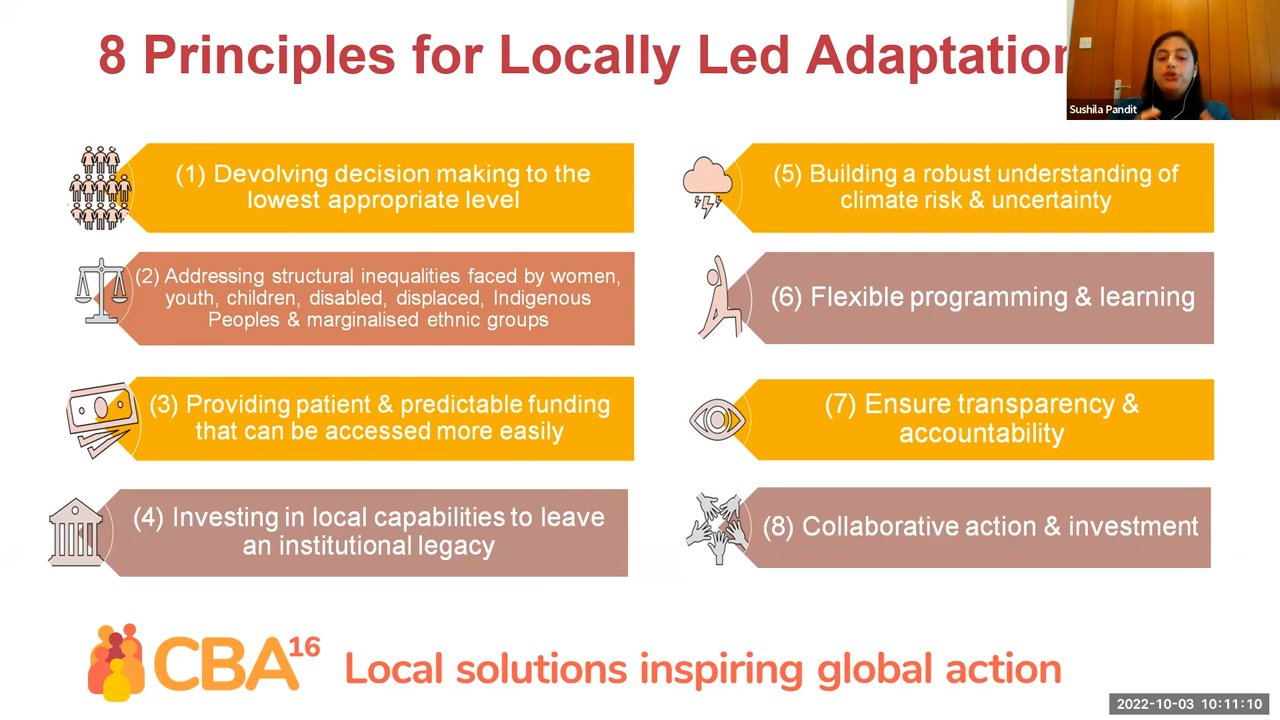 8 Principles for Locally Led Adaptation
Sushila Pandit
(1) Devolving decision making to the
lowest appropriate level
(2) Addressing structural inequalities faced by women,
youth, children, disabled, displaced, Indigenous
Peoples & marginalised ethnic groups
(3) Providing patient & predictable funding
that can be accessed more easily
(4) Investing in local capabilities to leave
an institutional legacy
(5) Building a robust understanding of
climate risk & uncertainty
(6) Flexible programming & learning
(7) Ensure transparency &
accountability
(8) Collaborative action & investment
CBA16
Local solutions inspiring global action
2022-10-03 10:11:10